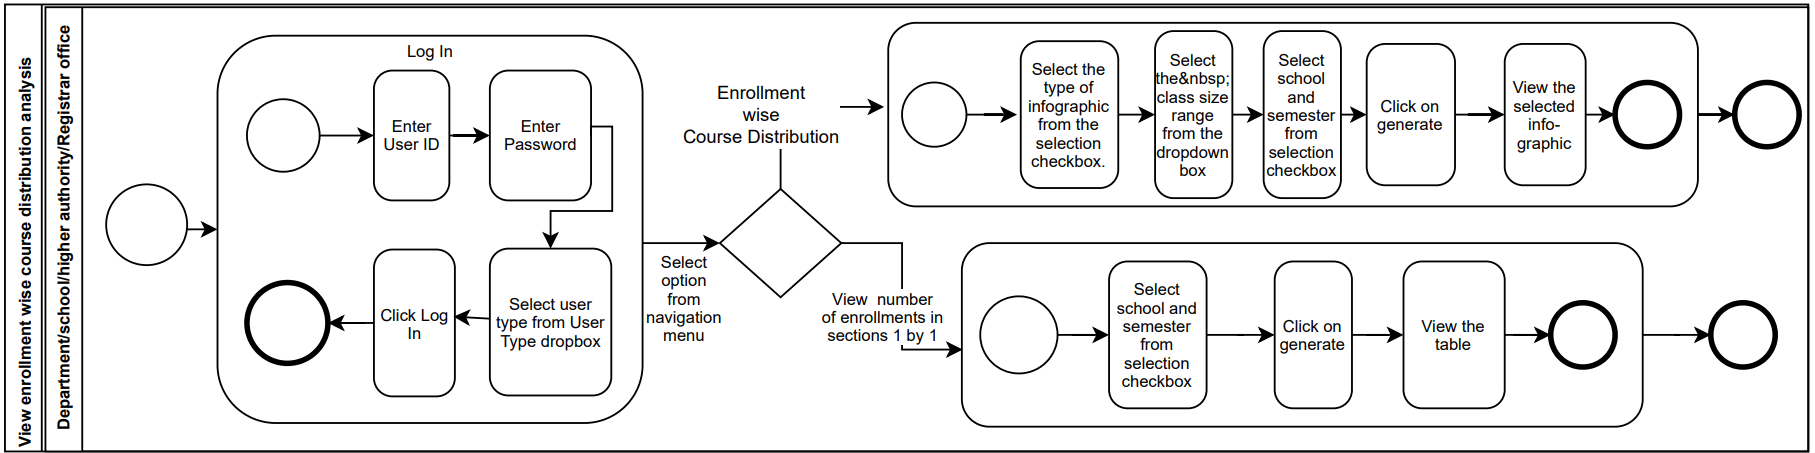 View enrollment wise course distribution analysis
Department/school/higher authority/Registrar office
Log In
Enter
User ID
Enter
Password
Select user
type from User
Type dropbox
Click Log
In
Select
option
from
navigation
menu
Enrollment
wise
Course Distribution
View  number
of enrollments in
sections 1 by 1
Select the
type of
infographic
from the
selection
checkbox.
Select
the&nbsp;
class size
range
from the
dropdown
box
Select
school
and
semester
from
selection
checkbox
Click on
generate
View the
selected
info-
graphic
Select
school and
semester
from
selection
checkbox
Click on
generate
View the
table